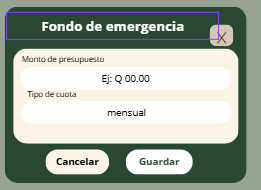 Fondo de emergencia
X
Monto de presupuesto
Ej: Q 00.00
Tipo de cuota
mensual
Cancelar
Guardar